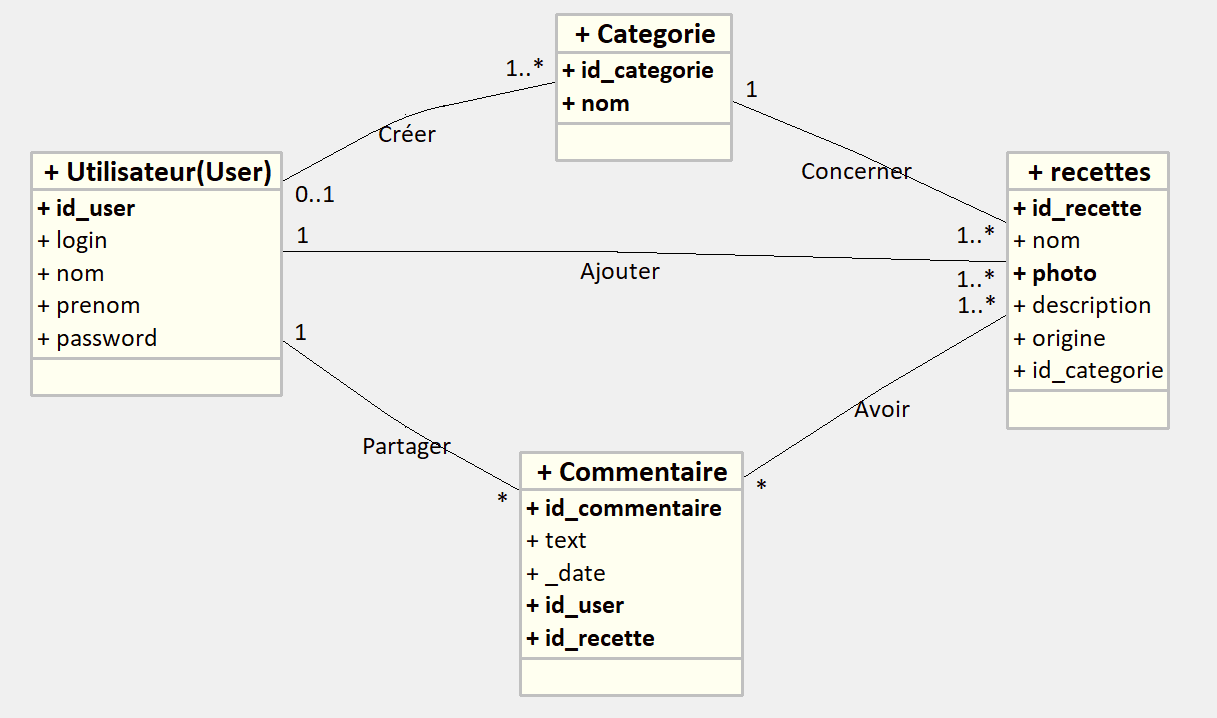 + Categorie
+ id_categorie
+ nom
1..*
1
Créer
Concerner
+ Utilisateur(User)
+ id_user
+ login
+ nom
+ prenom
+ password
0..1
1
1
+ recettes
+ id_recette
+ nom
+ photo
+ description
+ origine
+ id_categorie
1..*
1..*
1..*
Ajouter
Partager
Avoir
*
*
+ Commentaire
+ id_commentaire
+ text
+ _date
+ id_user
+ id_recette